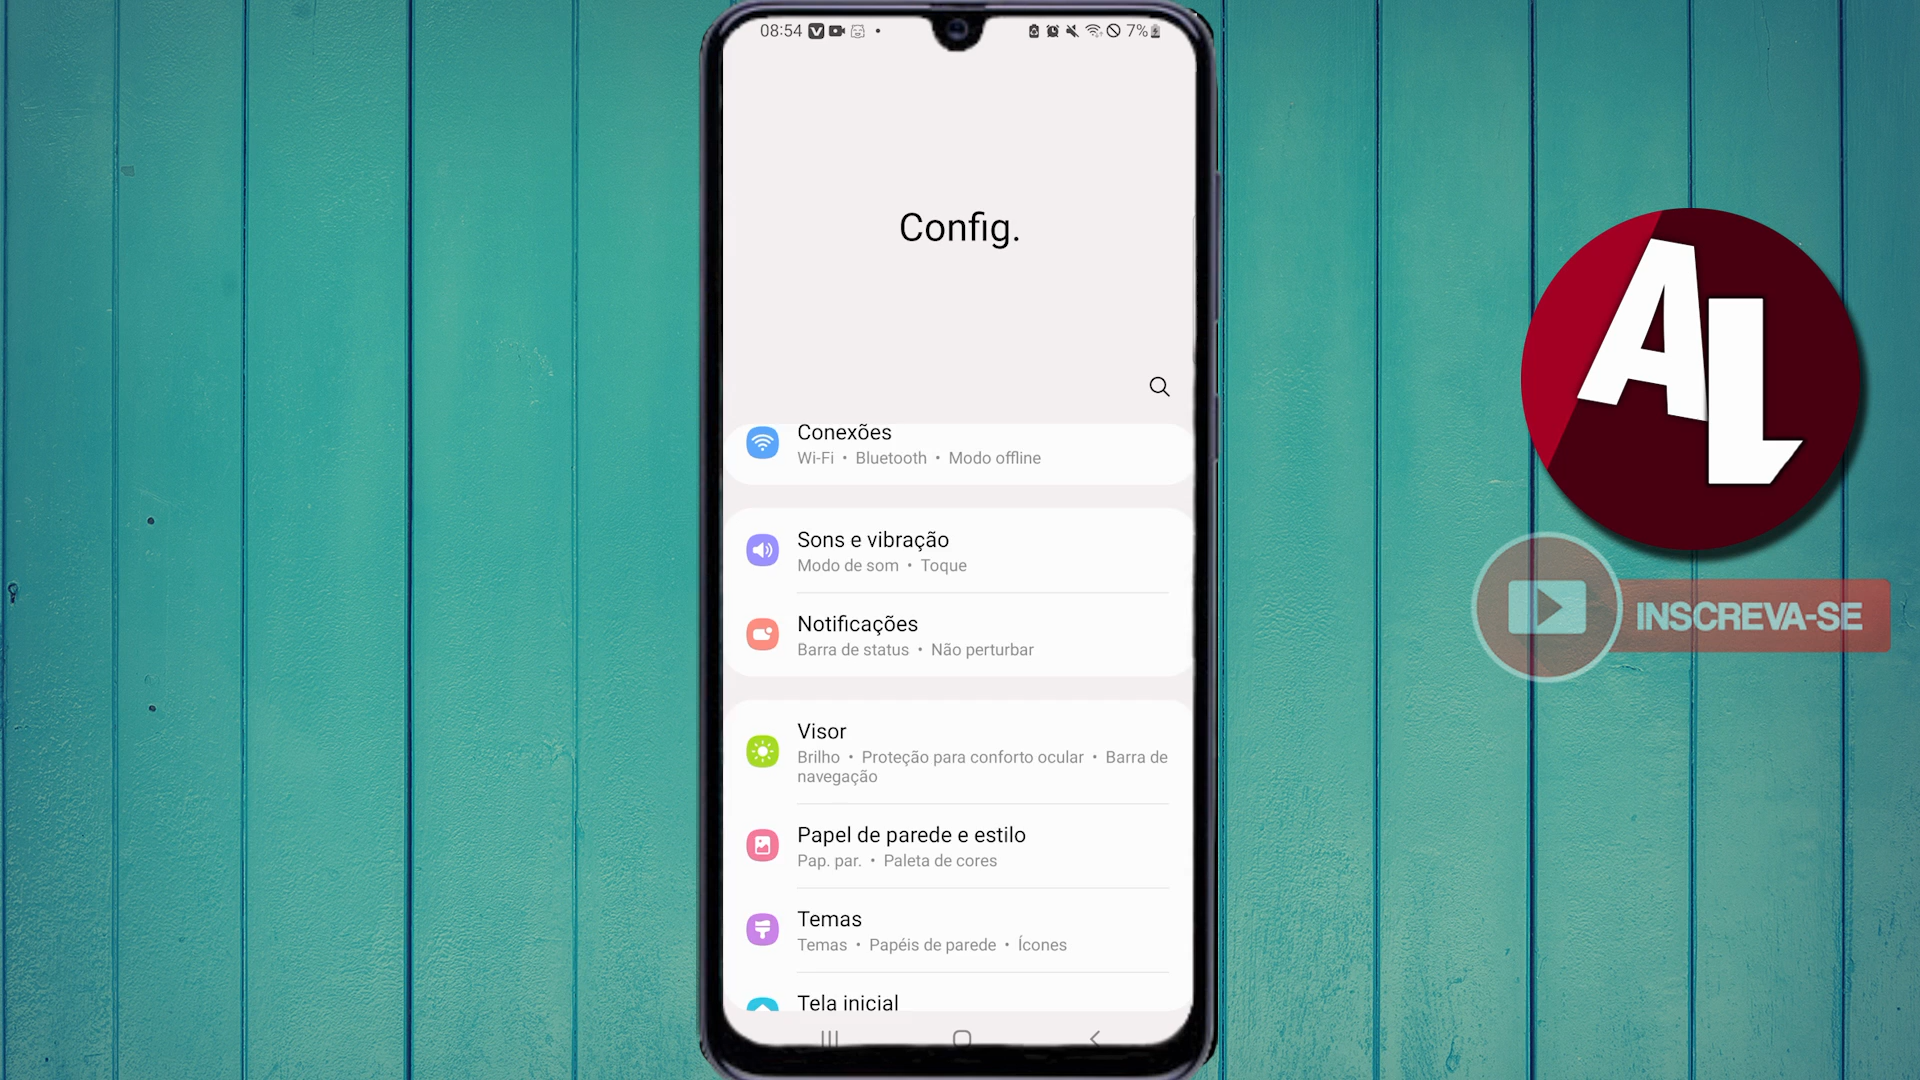 08:54
7%
Config.
Conexões
Wi-Fi • Bluetooth • Modo offline
Sons e vibração
Modo de som • Toque
Notificações
Barra de status • Não perturbar
Visor
Brilho • Proteção para conforto ocular • Barra de
navegação
Papel de parede e estilo
Pap. par. • Paleta de cores
Temas
Temas • Papéis de parede • Ícones
Tela inicial
AL
INSCREVA-SE